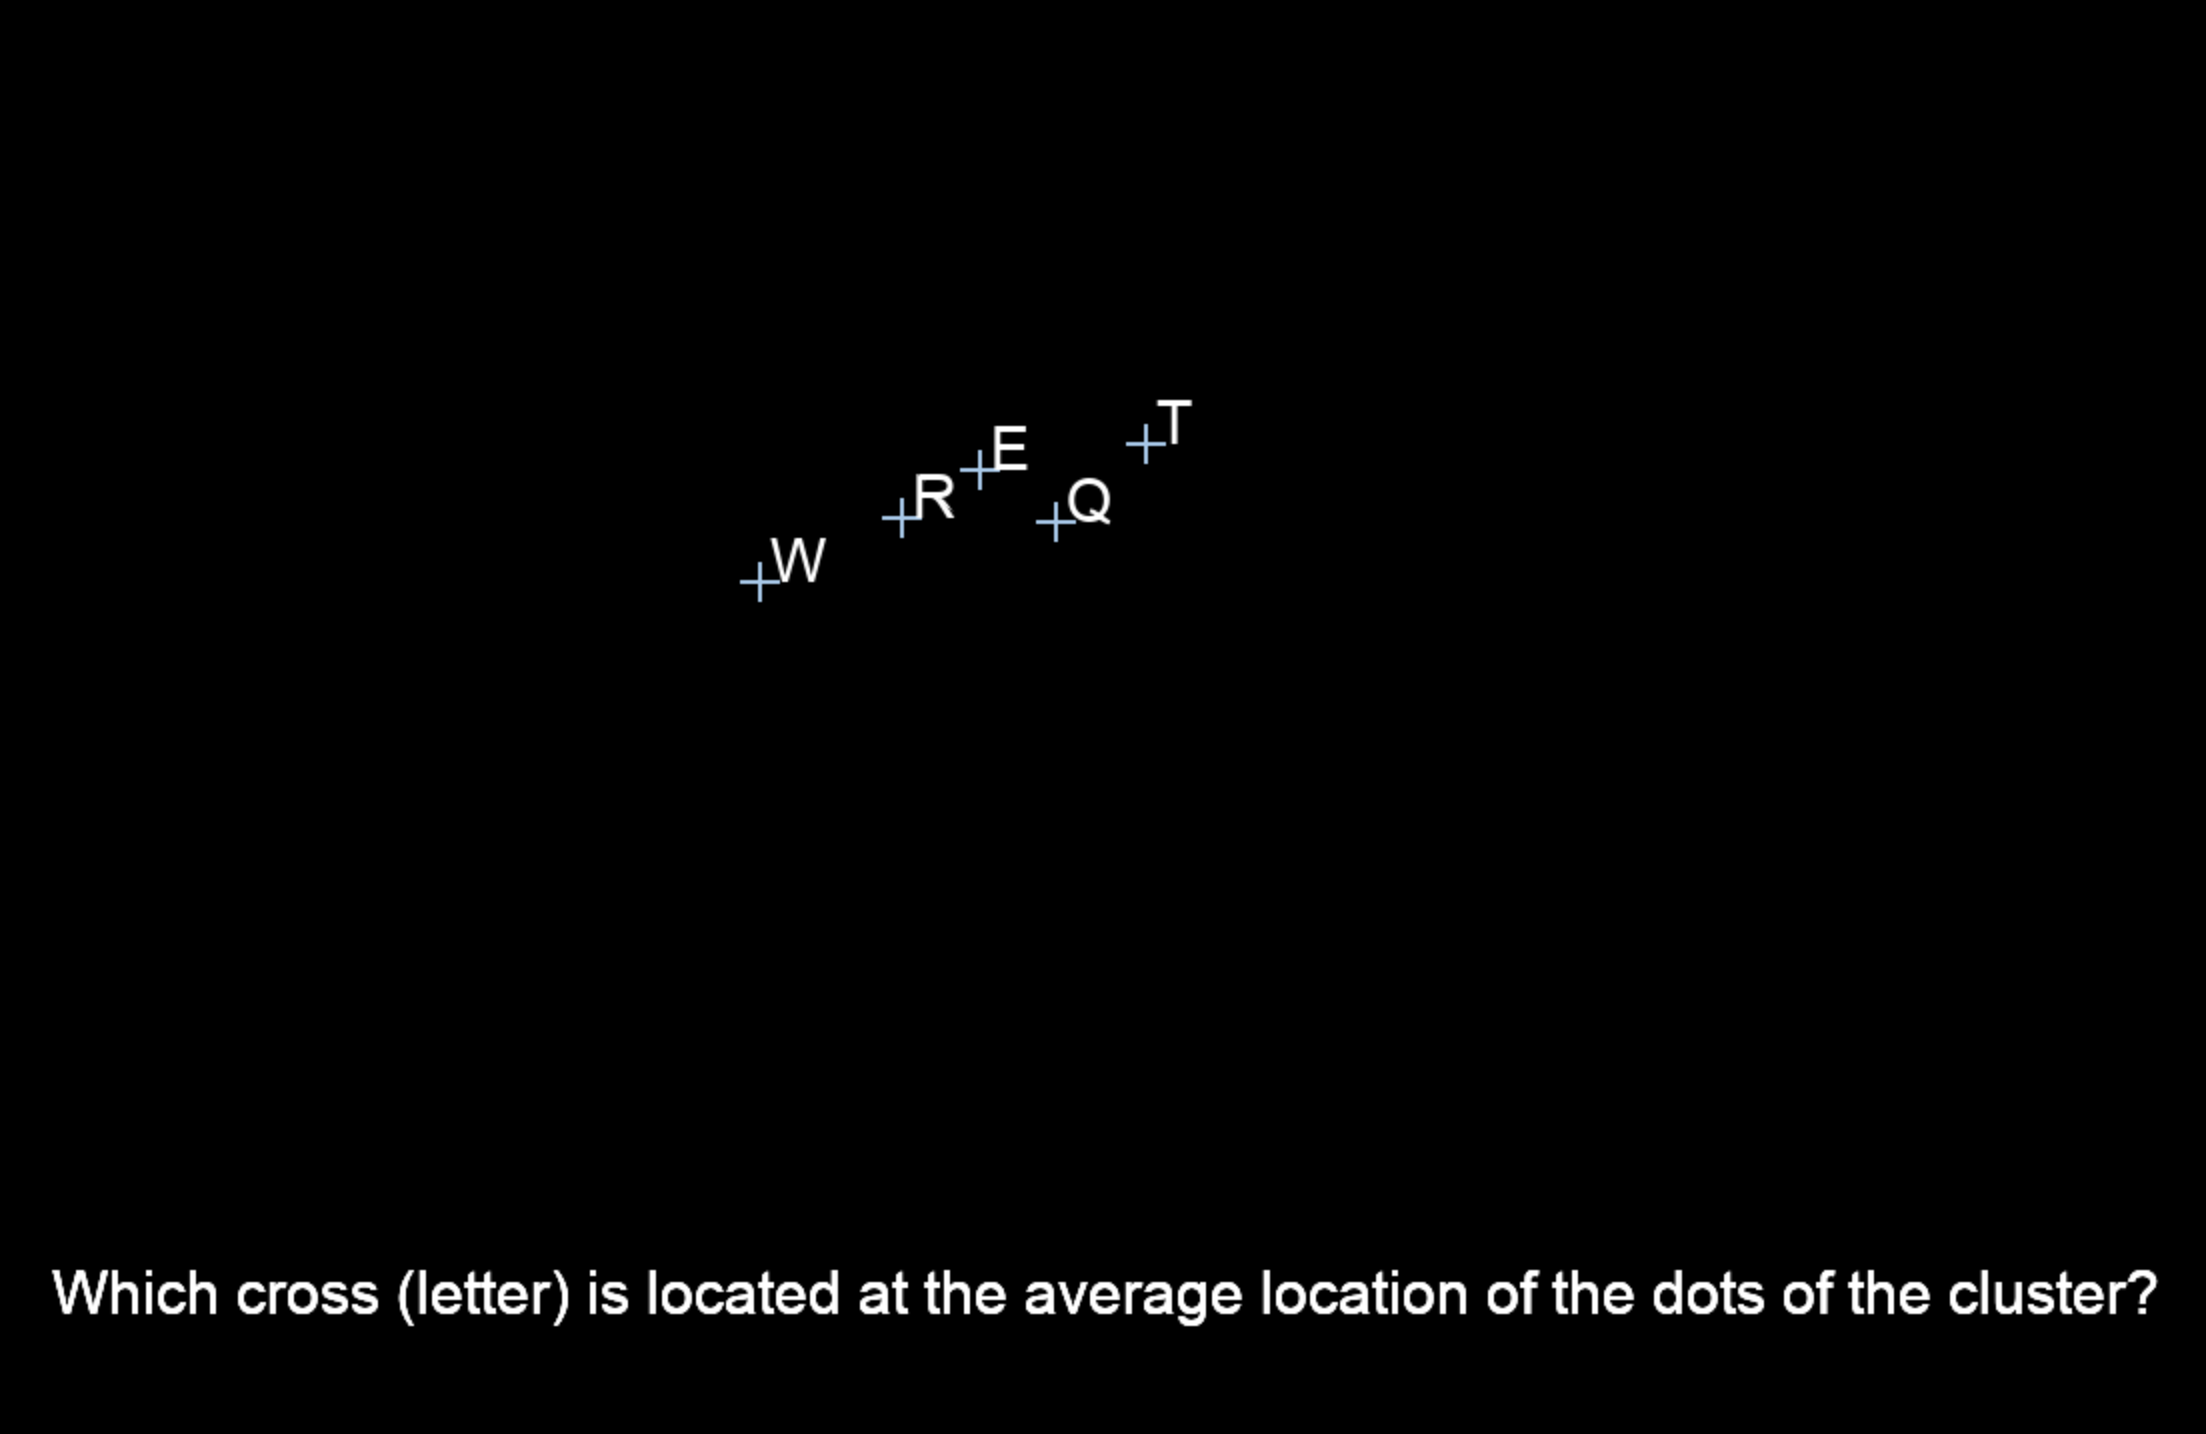 T
E
R
Q
W
Which cross (letter) is located at the average location of the dots of the cluster?